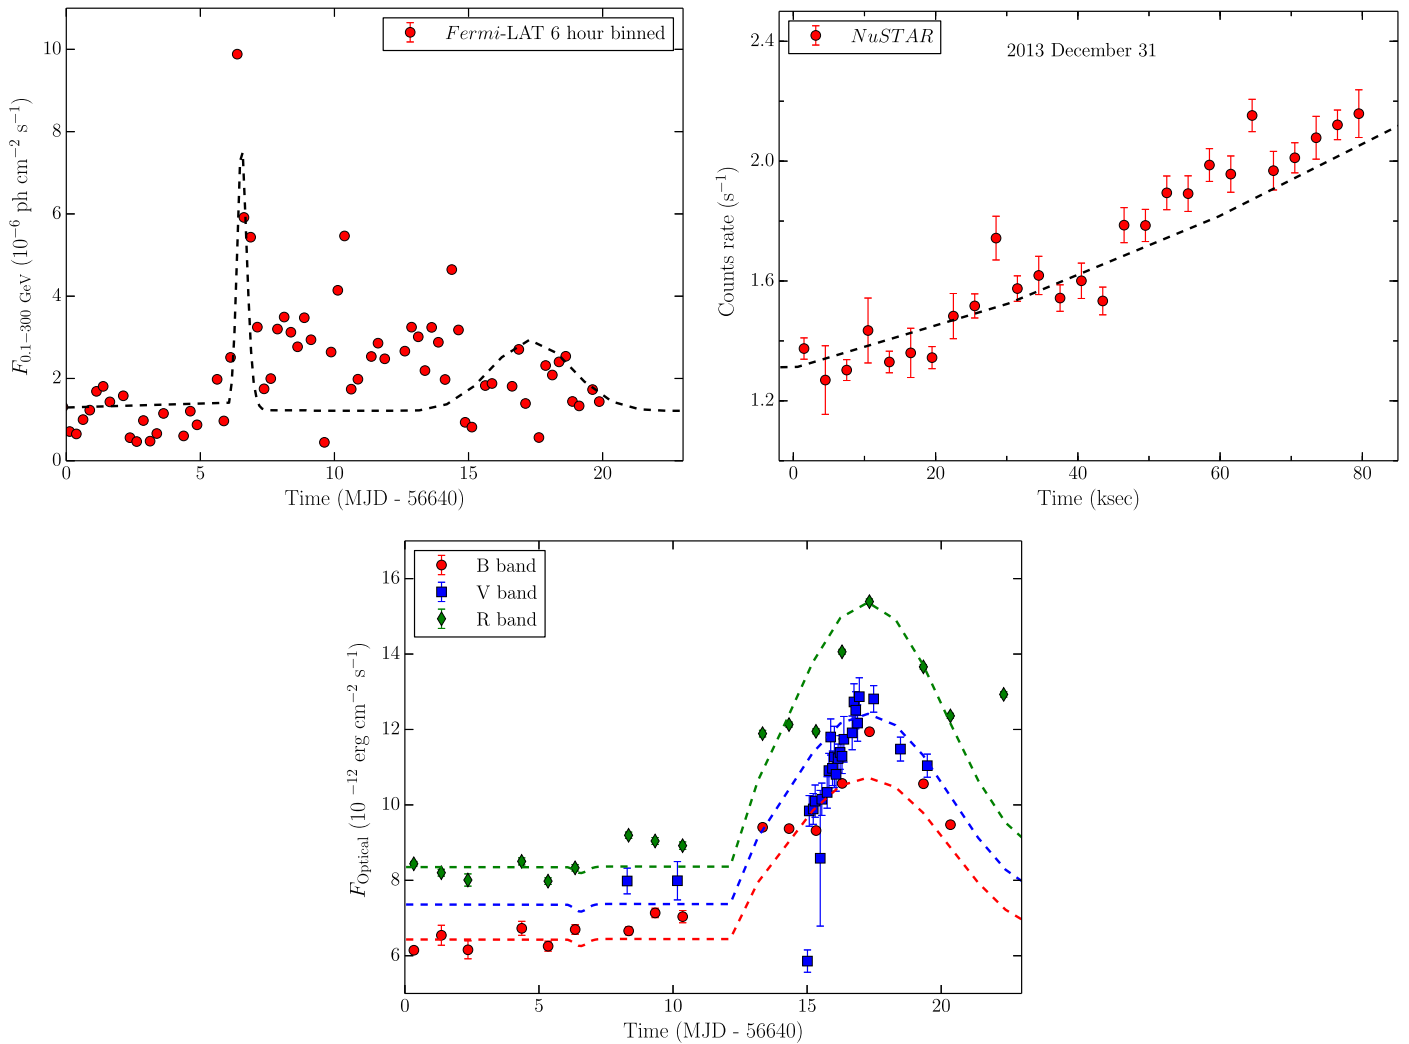 Fermi-LAT 6 hour binned
F0.1−300 GeV (10−6 ph cm−2 s−1)
10
8
6
4
2
0
0 5 10 15 20
Time (MJD - 56640)
NuSTAR
2013 December 31
Counts rate (s−1)
2.4
2.0
1.6
1.2
0 20 40 60 80
Time (ksec)
B band
V band
R band
FOptical (10−12 erg cm−2 s−1)
16
14
12
10
8
6
0 5 10 15 20
Time (MJD - 56640)